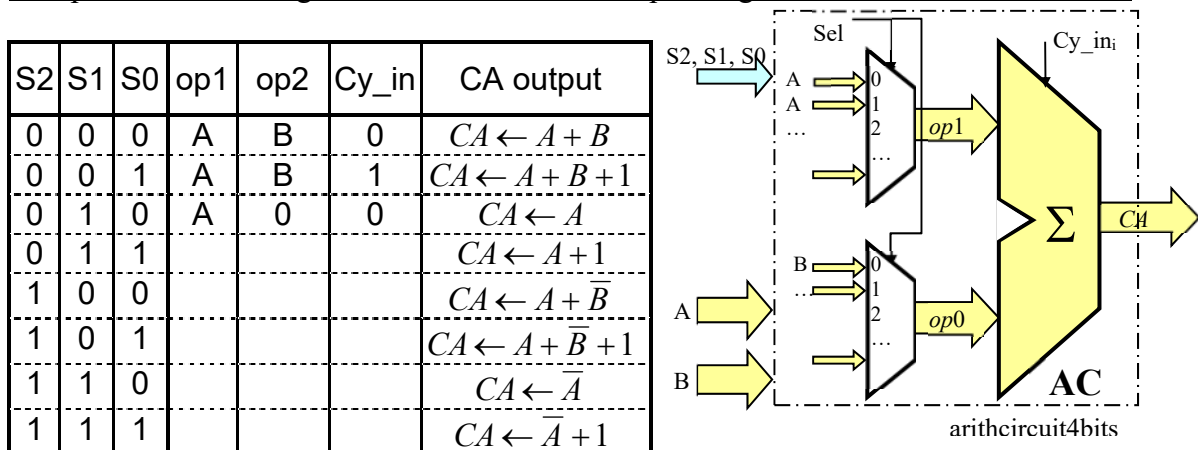 S2 S1 S0 op1 op2 Cy_in CA output
0 0 0 A B 0 CA ← A + B
0 0 1 A B 1 CA ← A + B + 1
0 1 0 A 0 0 CA ← A
0 1 1 CA ← A + 1
1 0 0 CA ← A + B̅
1 0 1 CA ← A + B̅ + 1
1 1 0 CA ← A̅
1 1 1 CA ← A̅ + 1
Sel
Cy_inᵢ
S2, S1, S0
A 0
A 1
… 2
…
op1
Σ
CA
B 0
… 1
2
…
op0
A
B
AC
arithcircuit4bits